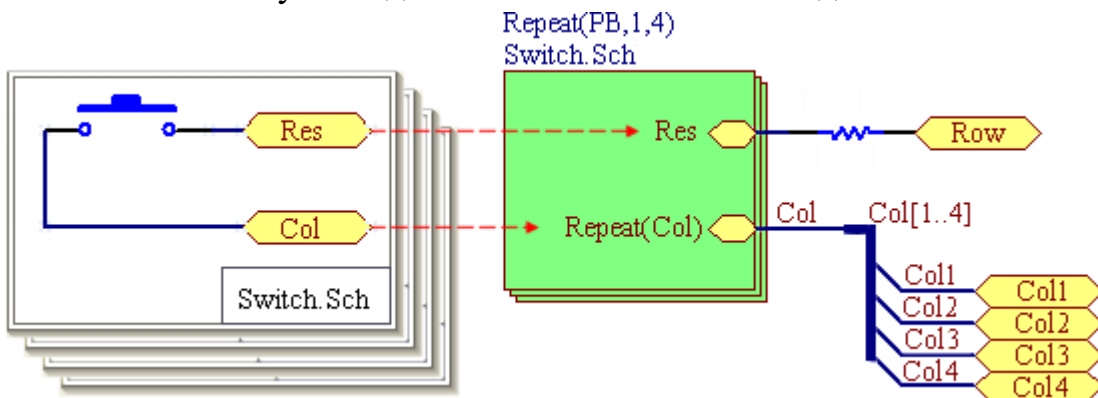 Repeat(PB,1,4)
Switch.Sch
Res
Res
Row
Col
Repeat(Col)
Col
Col[1..4]
Switch.Sch
Col1
Col1
Col2
Col2
Col3
Col3
Col4
Col4